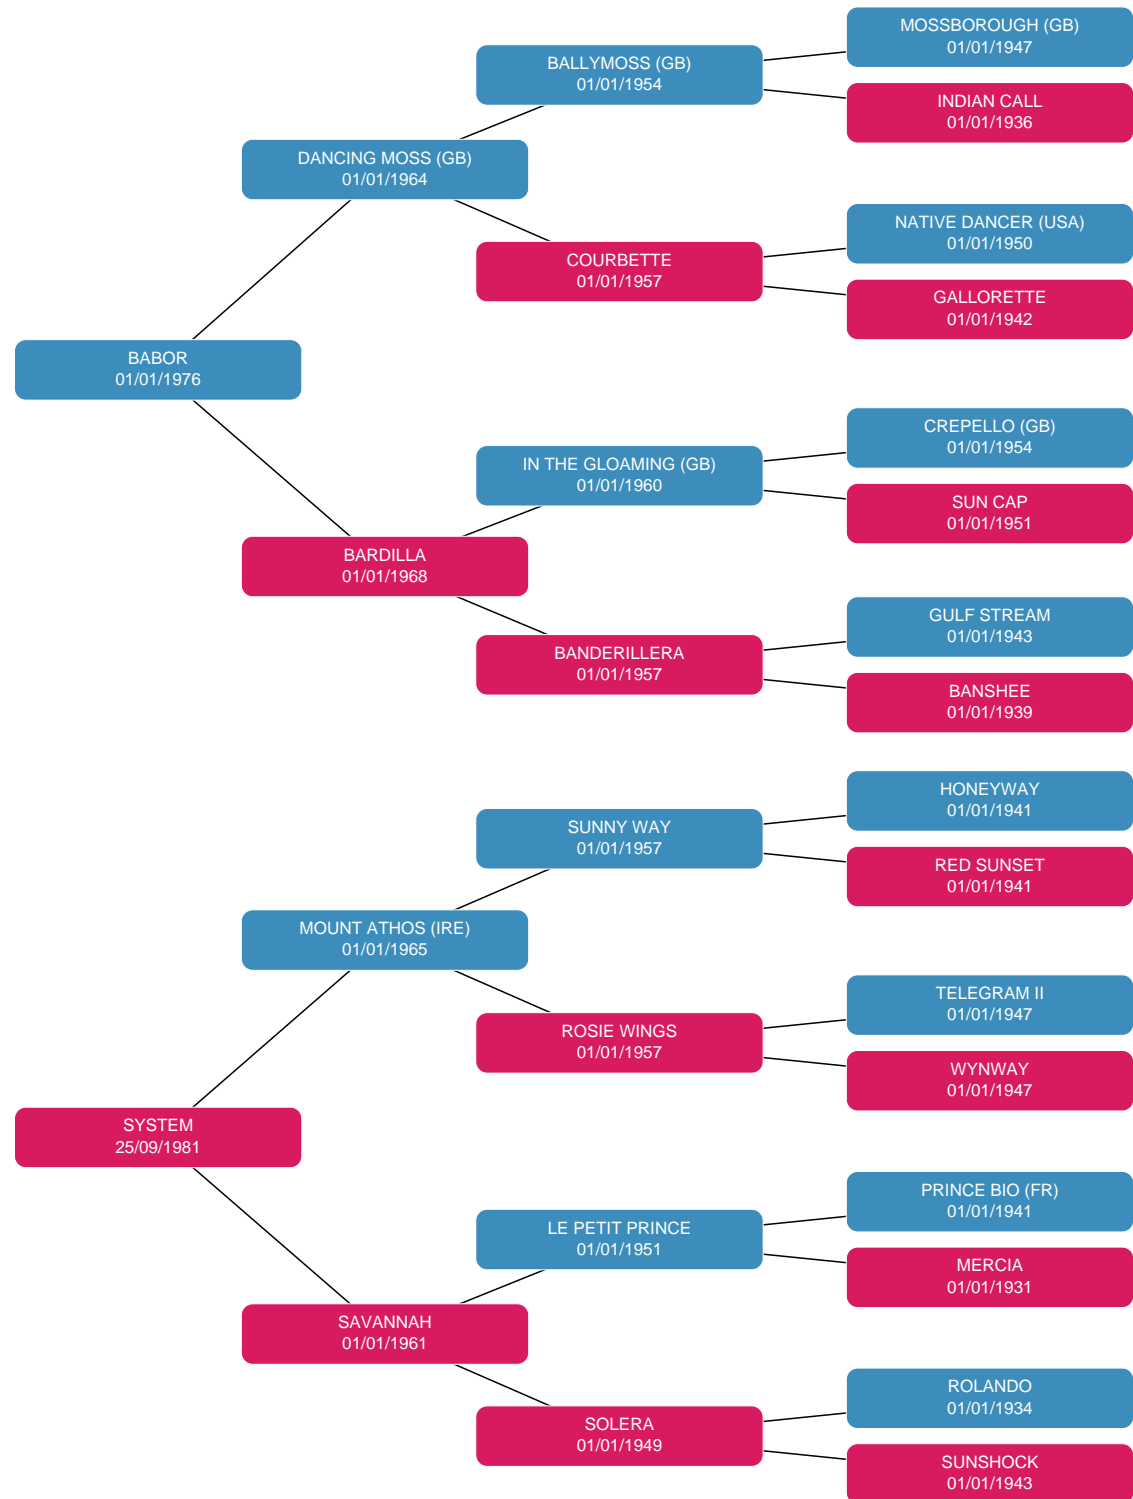 MOSSBOROUGH (GB)
01/01/1947
BALLYMOSS (GB)
01/01/1954
INDIAN CALL
01/01/1936
DANCING MOSS (GB)
01/01/1964
NATIVE DANCER (USA)
01/01/1950
COURBETTE
01/01/1957
GALLORETTE
01/01/1942
BABOR
01/01/1976
CREPELLO (GB)
01/01/1954
IN THE GLOAMING (GB)
01/01/1960
SUN CAP
01/01/1951
BARDILLA
01/01/1968
GULF STREAM
01/01/1943
BANDERILLERA
01/01/1957
BANSHEE
01/01/1939
HONEYWAY
01/01/1941
SUNNY WAY
01/01/1957
RED SUNSET
01/01/1941
MOUNT ATHOS (IRE)
01/01/1965
TELEGRAM II
01/01/1947
ROSIE WINGS
01/01/1957
WYNWAY
01/01/1947
SYSTEM
25/09/1981
PRINCE BIO (FR)
01/01/1941
LE PETIT PRINCE
01/01/1951
MERCIA
01/01/1931
SAVANNAH
01/01/1961
ROLANDO
01/01/1934
SOLERA
01/01/1949
SUNSHOCK
01/01/1943